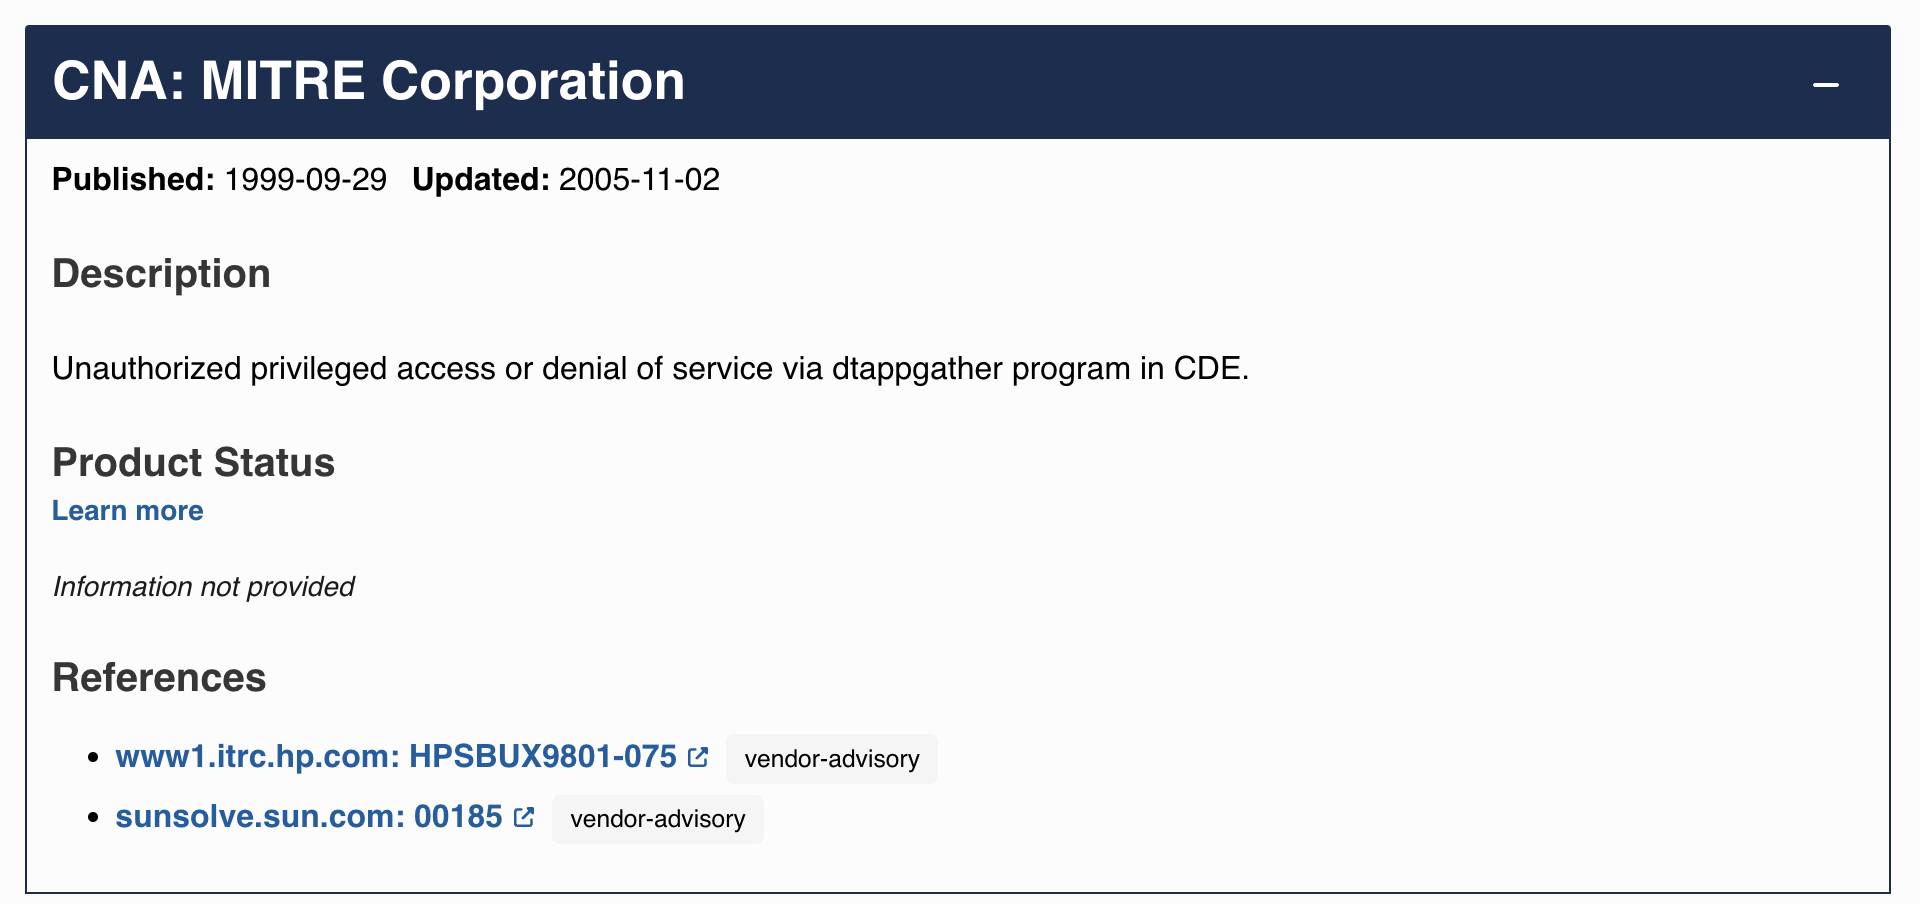 CNA: MITRE Corporation
Published: 1999-09-29 Updated: 2005-11-02
Description
Unauthorized privileged access or denial of service via dtappgather program in CDE.
Product Status
Learn more
Information not provided
References
www1.itrc.hp.com: HPSBUX9801-075 vendor-advisory
sunsolve.sun.com: 00185 vendor-advisory